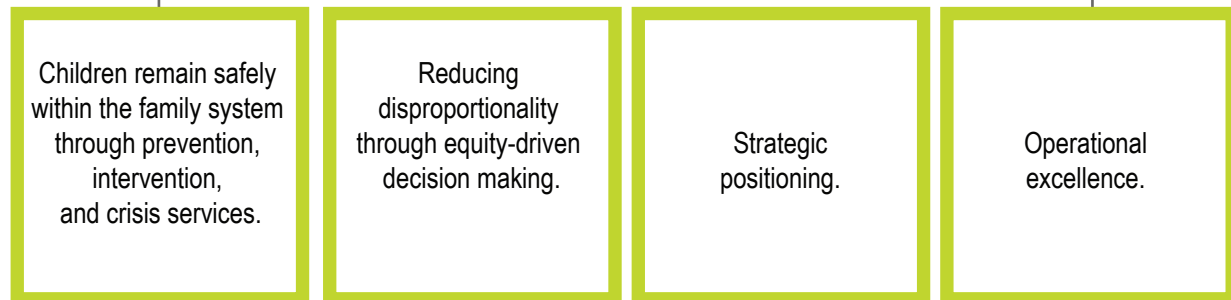 Children remain safely
within the family system
through prevention,
intervention,
and crisis services.
Reducing
disproportionality
through equity-driven
decision making.
Strategic
positioning.
Operational
excellence.